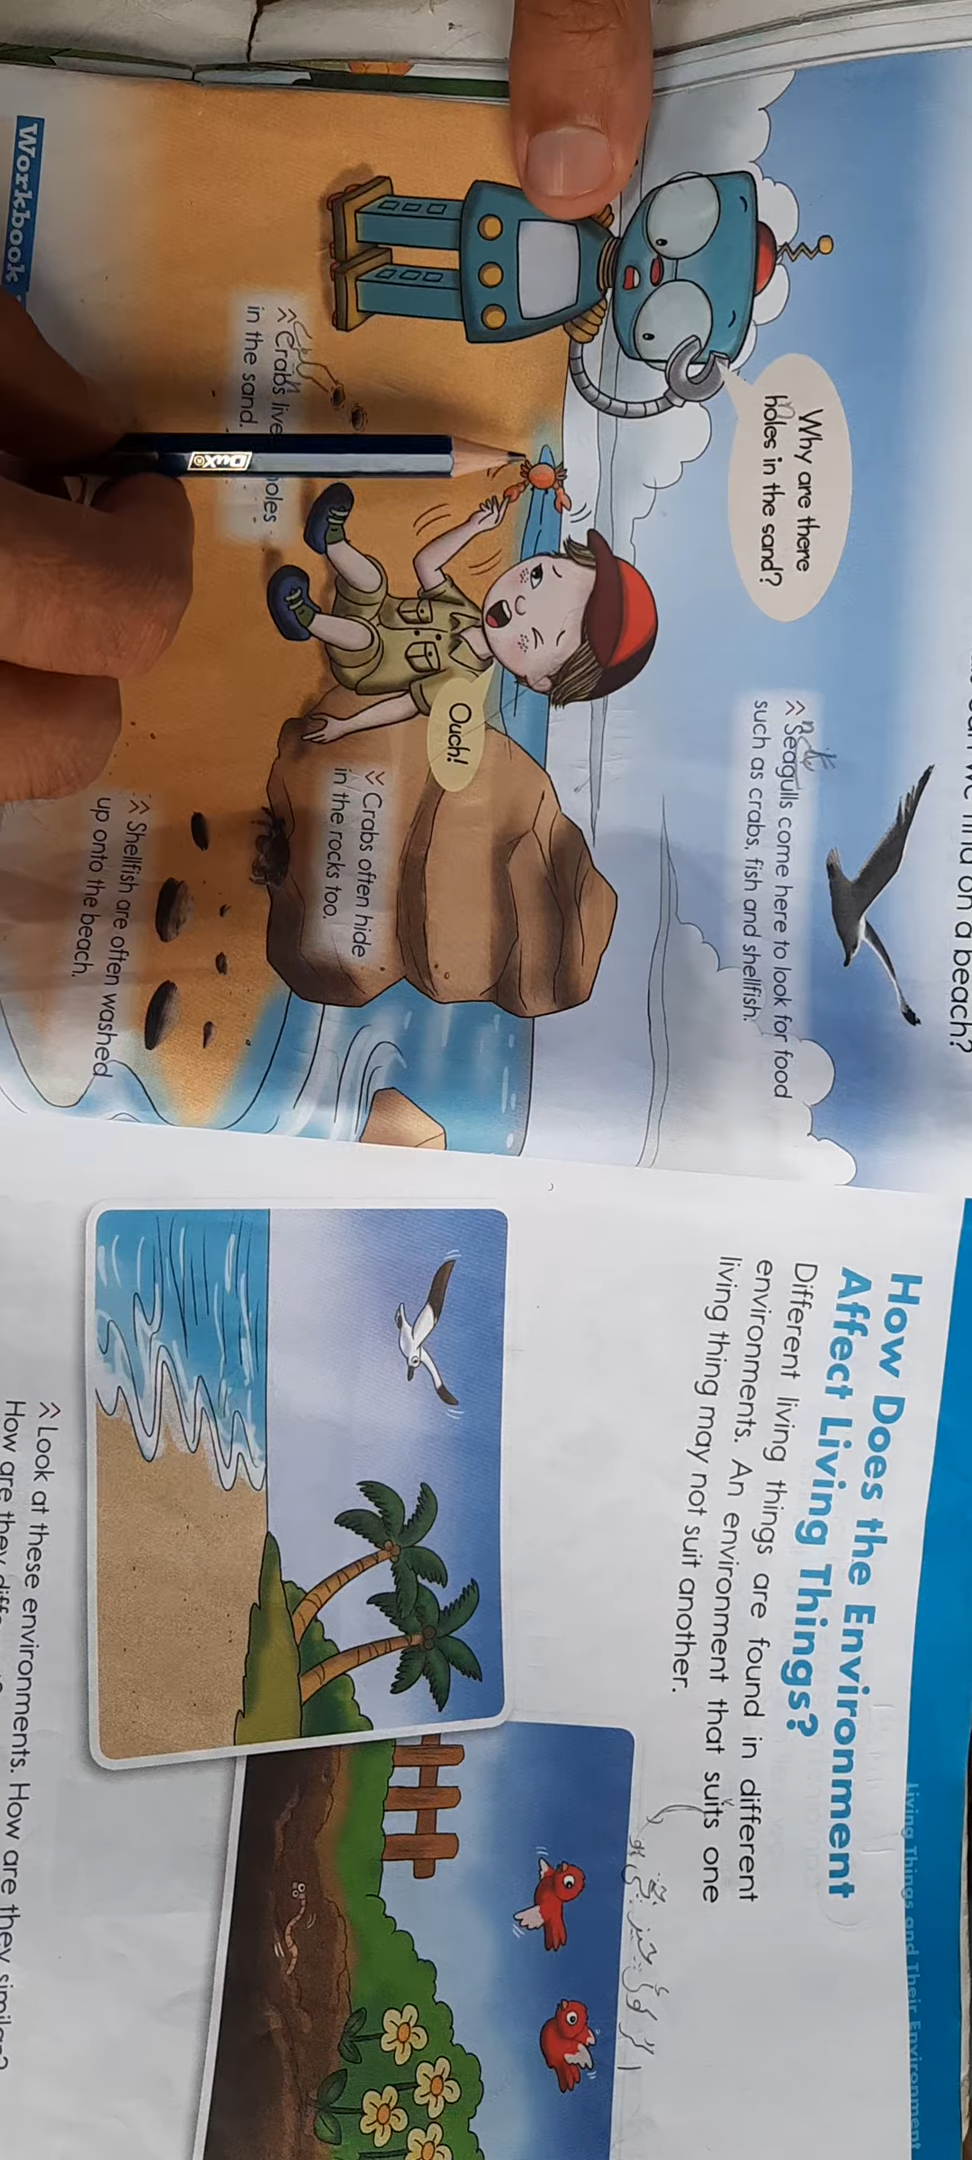 on a beach?
Why are there
holes in the sand?
Seagulls come here to look for food
such as crabs, fish and shellfish.
Ouch!
Crabs live
in the sand.
Crabs often hide
in the rocks too.
Shellfish are often washed
up onto the beach.
Workbook
DUX
Living Things and Their Environment
How Does the Environment
Affect Living Things?
Different living things are found in different
environments. An environment that suits one
living thing may not suit another.
Look at these environments. How are they similar?
How are they